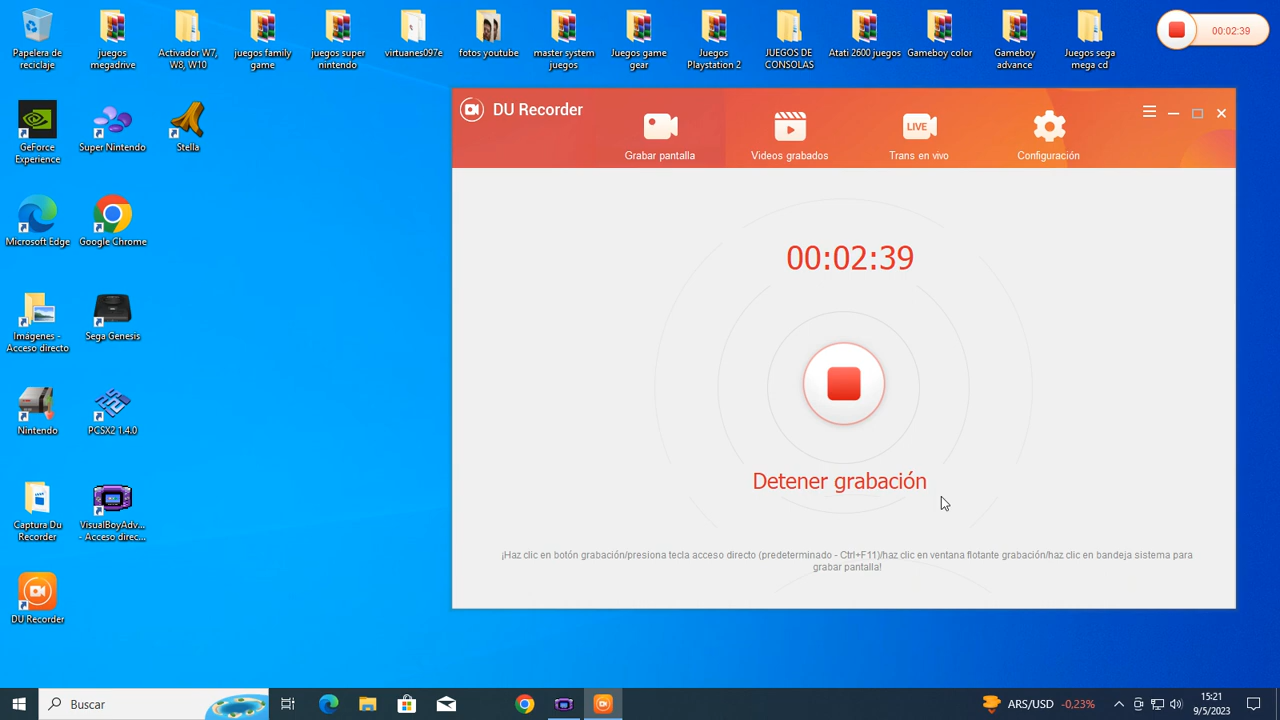 Papelera de
reciclaje
juegos
megadrive
Activador W7,
W8, W10
juegos family
game
juegos super
nintendo
virtuanes097e
fotos youtube
master system
juegos
Juegos game
gear
Juegos
Playstation 2
JUEGOS DE
CONSOLAS
Atati 2600 juegos
Gameboy color
Gameboy
advance
Juegos sega
mega cd
00:02:39
DU Recorder
Grabar pantalla
Videos grabados
LIVE
Trans en vivo
Configuración
GeForce
Experience
Super Nintendo
Stella
Microsoft Edge
Google Chrome
00:02:39
Imagenes -
Acceso directo
Sega Genesis
Nintendo
PCSX2 1.4.0
Detener grabación
Captura Du
Recorder
VisualBoyAdv...
- Acceso direc...
¡Haz clic en botón grabación/presiona tecla acceso directo (predeterminado - Ctrl+F11)/haz clic en ventana flotante grabación/haz clic en bandeja sistema para
grabar pantalla!
DU Recorder
Buscar
ARS/USD -0,23%
15:21
9/5/2023